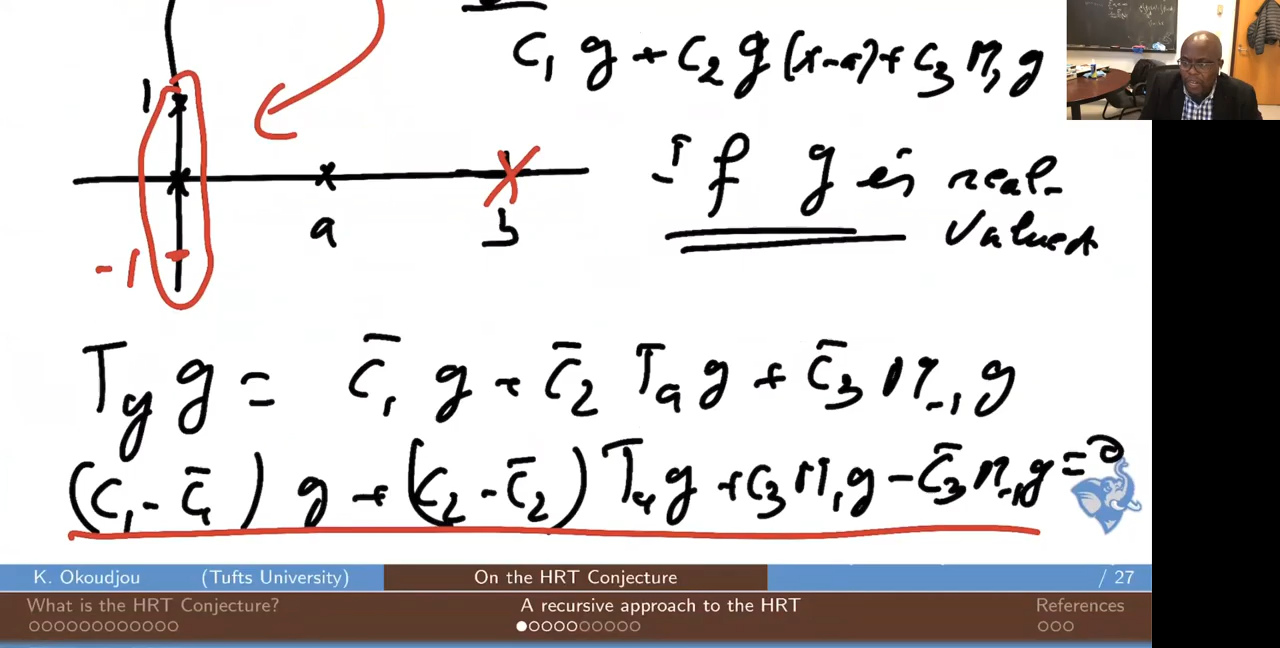 C₁ g + C₂ g(x-a) + C₃ M₁ g
1
If g is real-
valued
a
b
-1
T_y g = C̄₁ g + C̄₂ T_a g + C̄₃ M₋₁ g
(C₁ - C̄₁) g + (C₂ - C̄₂) T_a g + C₃ M₁ g - C̄₃ M₋₁ g = 0
K. Okoudjou (Tufts University) On the HRT Conjecture / 27
What is the HRT Conjecture? A recursive approach to the HRT References